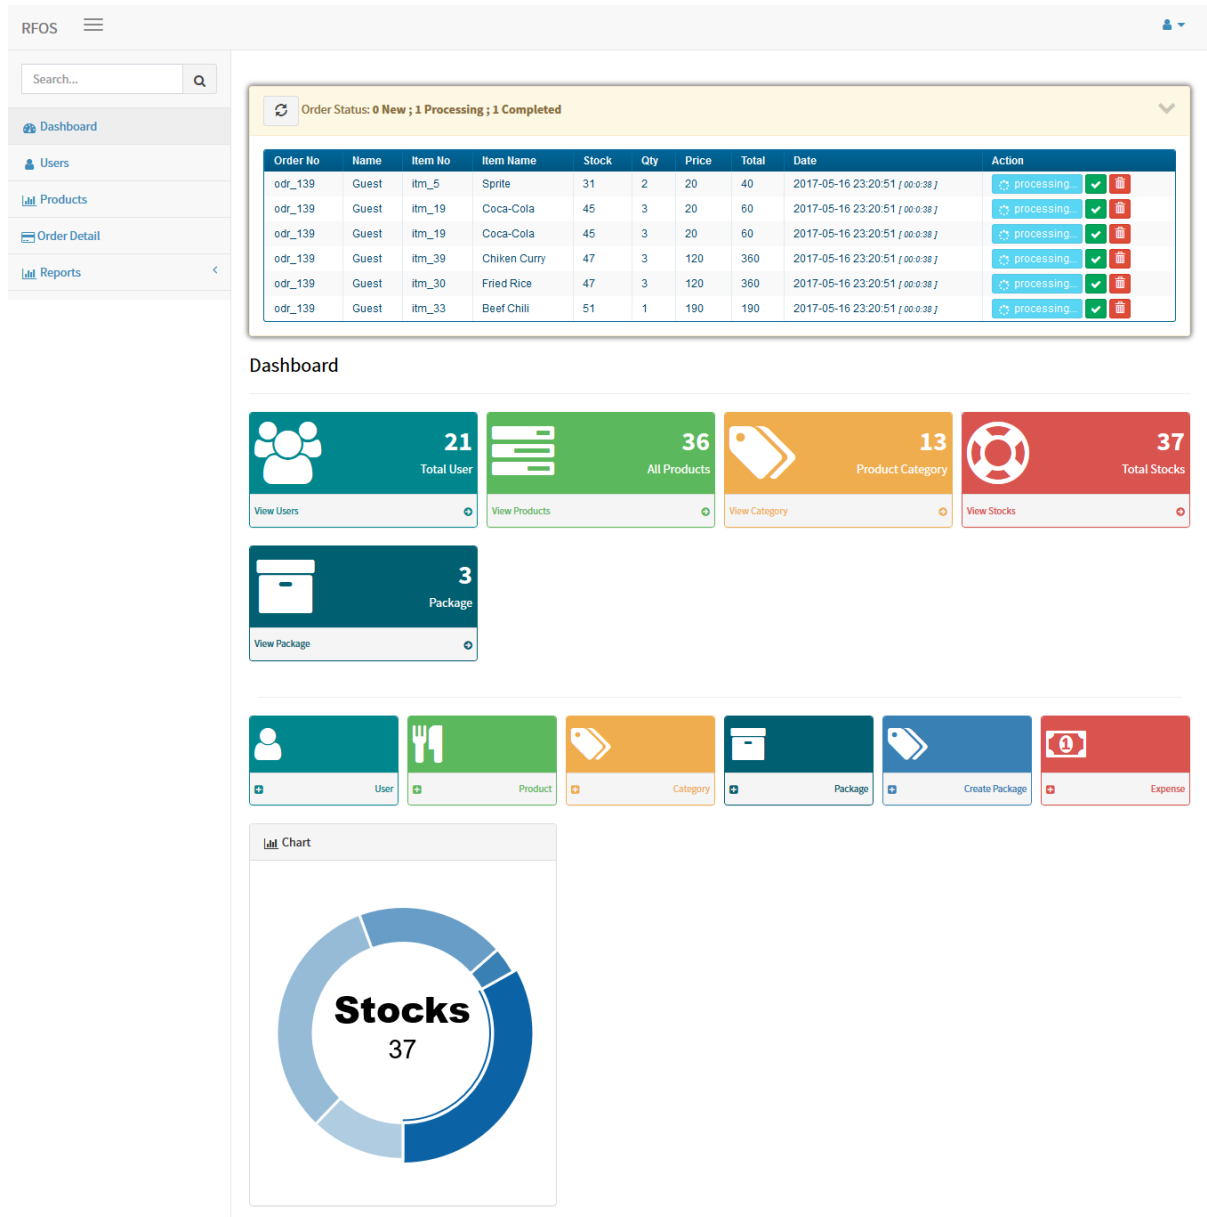 RFOS
Search...
Dashboard
Users
Products
Order Detail
Reports
Order Status: 0 New ; 1 Processing ; 1 Completed
Order No Name Item No Item Name Stock Qty Price Total Date Action
odr_139 Guest itm_5 Sprite 31 2 20 40 2017-05-16 23:20:51 [ 00:0:38 ] processing...
odr_139 Guest itm_19 Coca-Cola 45 3 20 60 2017-05-16 23:20:51 [ 00:0:38 ] processing...
odr_139 Guest itm_19 Coca-Cola 45 3 20 60 2017-05-16 23:20:51 [ 00:0:38 ] processing...
odr_139 Guest itm_39 Chiken Curry 47 3 120 360 2017-05-16 23:20:51 [ 00:0:38 ] processing...
odr_139 Guest itm_30 Fried Rice 47 3 120 360 2017-05-16 23:20:51 [ 00:0:38 ] processing...
odr_139 Guest itm_33 Beef Chili 51 1 190 190 2017-05-16 23:20:51 [ 00:0:38 ] processing...
Dashboard
21 36 13 37
Total User All Products Product Category Total Stocks
View Users View Products View Category View Stocks
3
Package
View Package
1
User Product Category Package Create Package Expense
Chart
Stocks
37